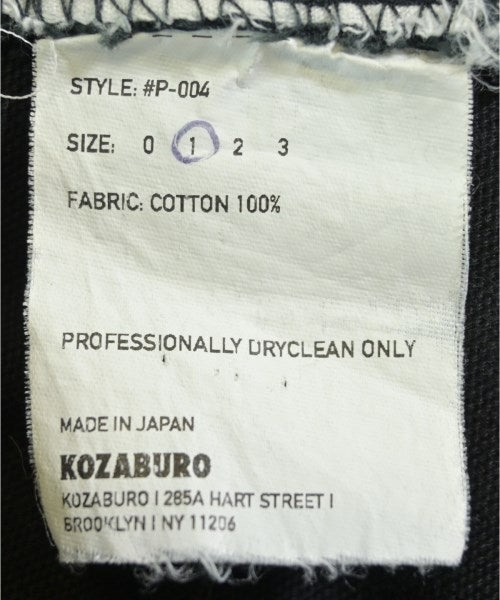 STYLE: #P-004
SIZE: 0 1 2 3
FABRIC: COTTON 100%
PROFESSIONALLY DRYCLEAN ONLY
MADE IN JAPAN
KOZABURO
KOZABURO | 285A HART STREET |
BROOKLYN | NY 11206